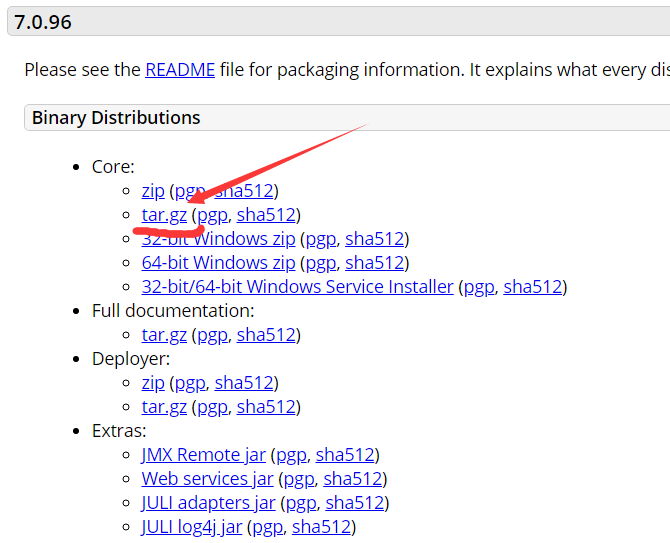 7.0.96
Please see the README file for packaging information. It explains what every dis
Binary Distributions
Core:
zip (pgp, sha512)
tar.gz (pgp, sha512)
32-bit Windows zip (pgp, sha512)
64-bit Windows zip (pgp, sha512)
32-bit/64-bit Windows Service Installer (pgp, sha512)
Full documentation:
tar.gz (pgp, sha512)
Deployer:
zip (pgp, sha512)
tar.gz (pgp, sha512)
Extras:
JMX Remote jar (pgp, sha512)
Web services jar (pgp, sha512)
JULI adapters jar (pgp, sha512)
JULI log4j jar (pgp, sha512)